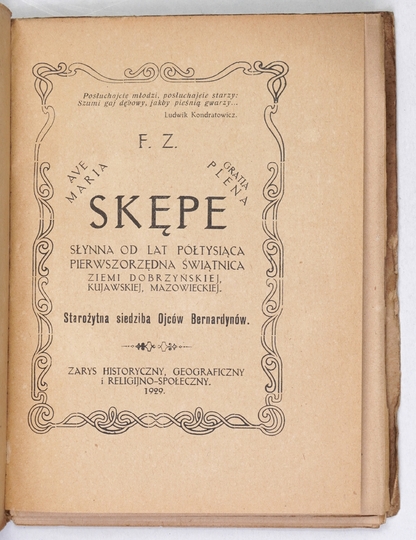 Posłuchajcie młodzi, posłuchajcie starzy:
Szumi gaj dębowy, jakby pieśnią gwarzy...
Ludwik Kondratowicz.
F. Z.
AVE MARIA
GRATIA PLENA
SKĘPE
SŁYNNA OD LAT PÓŁTYSIĄCA
PIERWSZORZĘDNA ŚWIĄTNICA
ZIEMI DOBRZYŃSKIEJ,
KUJAWSKIEJ, MAZOWIECKIEJ.
Starożytna siedziba Ojców Bernardynów.
ZARYS HISTORYCZNY, GEOGRAFICZNY
i RELIGIJNO-SPOŁECZNY.
1929.